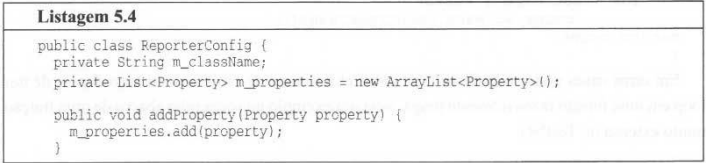 Listagem 5.4
public class ReporterConfig {
private String m_className;
private List<Property> m_properties = new ArrayList<Property>();
public void addProperty(Property property) {
m_properties.add(property);
}